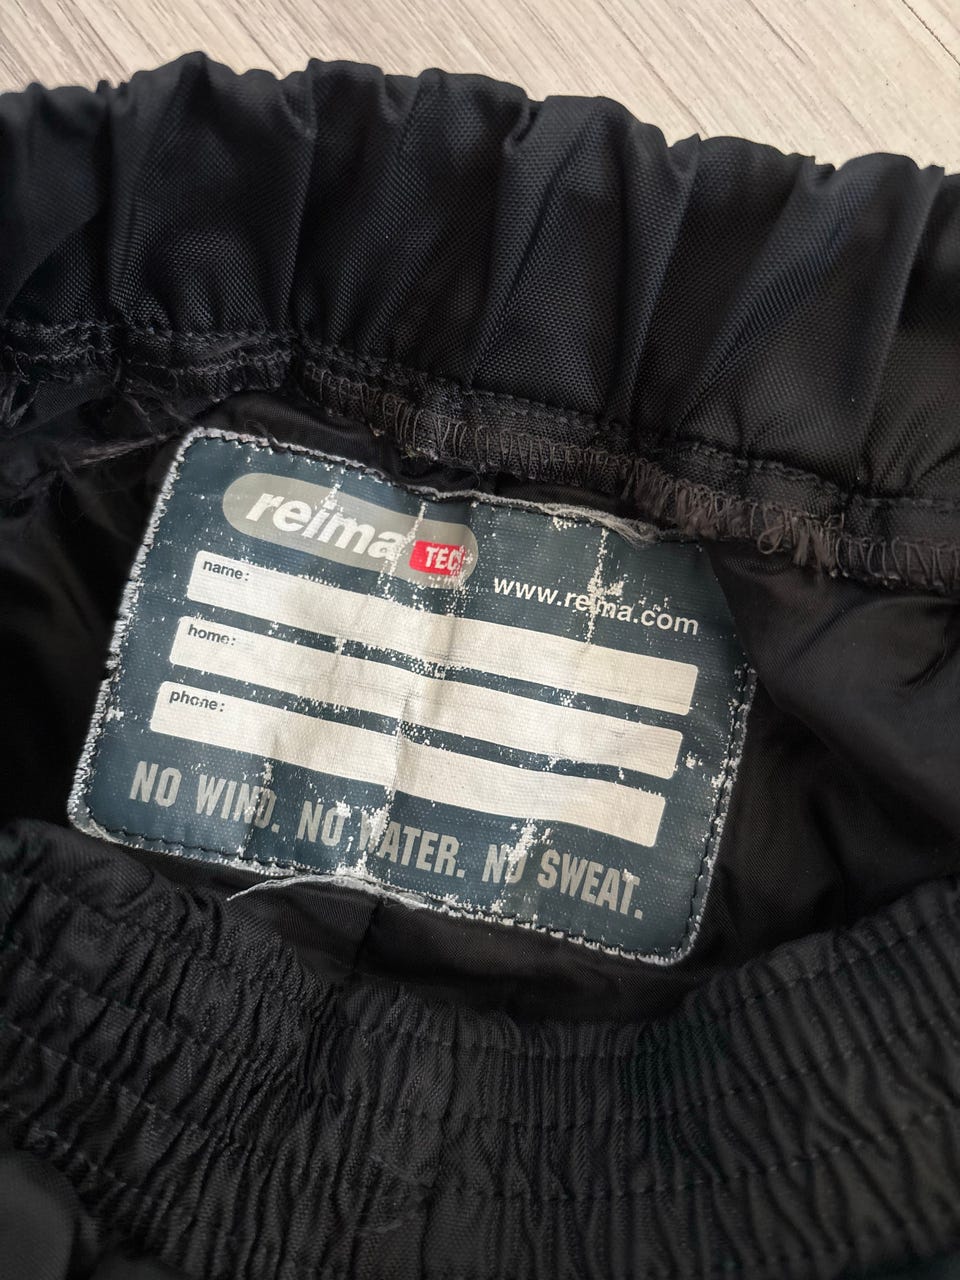 reima TEC
www.reima.com
name:
home:
phone:
NO WIND. NO WATER. NO SWEAT.